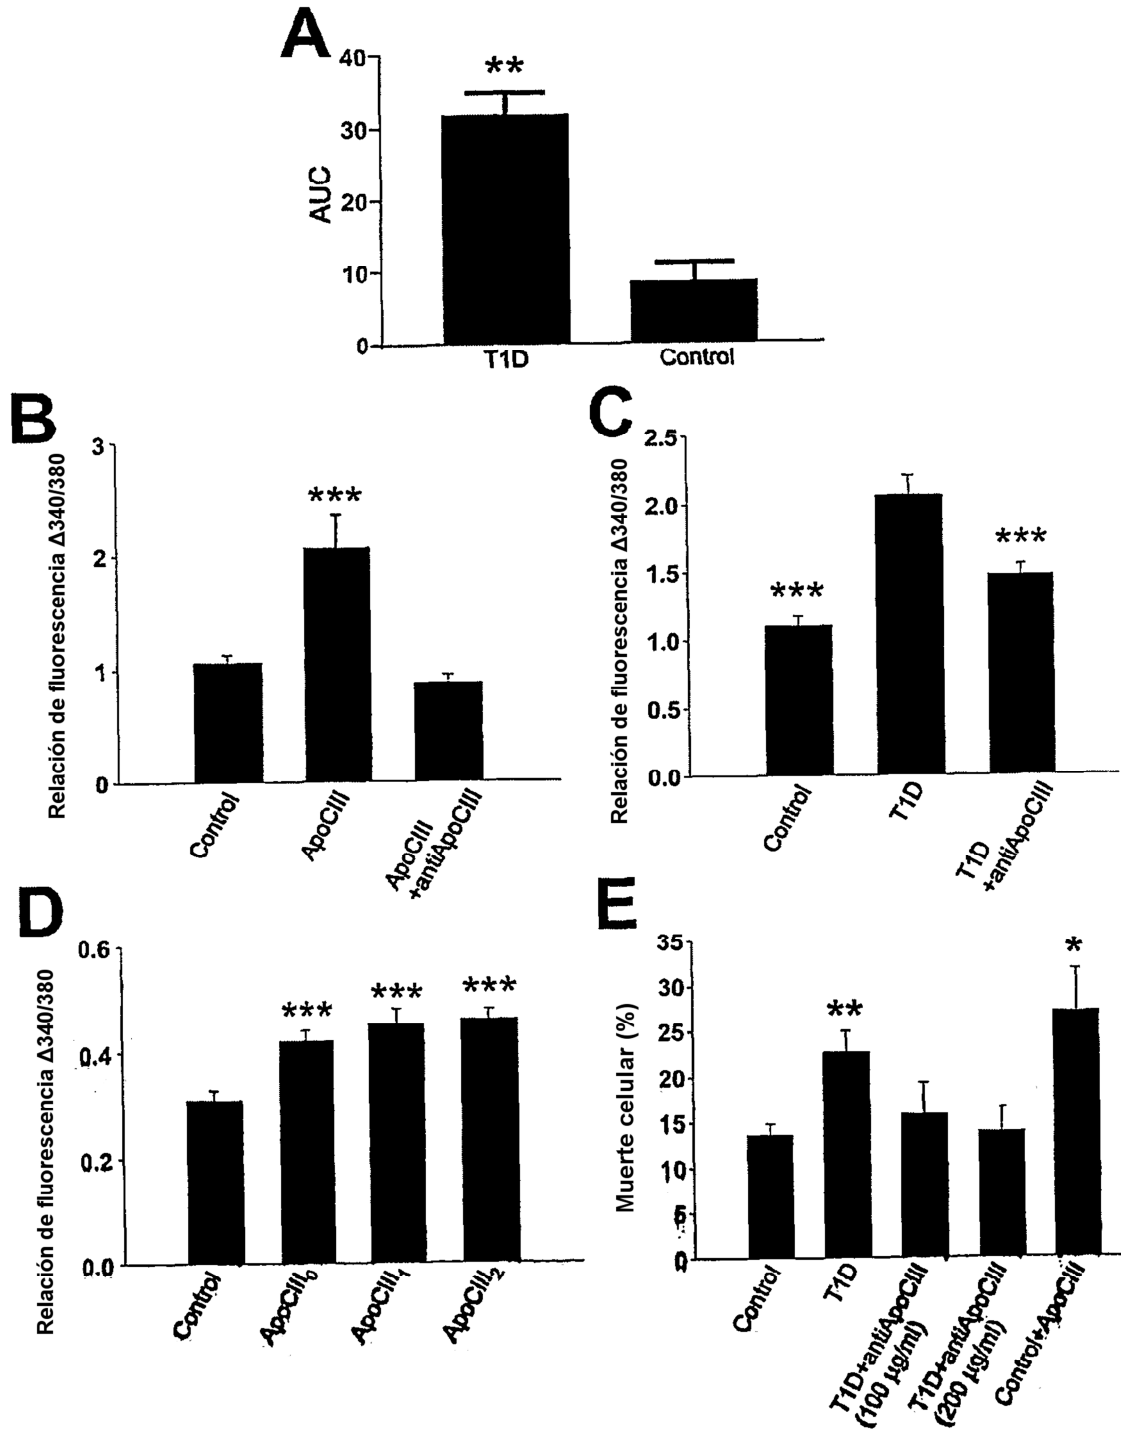 A
40
30
20
10
0
AUC
**
T1D
Control
B
3
2
1
0
Relación de fluorescencia Δ340/380
***
Control
ApoCIII
ApoCIII
+antiApoCIII
C
2.5
2.0
1.5
1.0
0.5
0.0
Relación de fluorescencia Δ340/380
***
***
Control
T1D
T1D
+antiApoCIII
D
0.6
0.4
0.2
0.0
Relación de fluorescencia Δ340/380
***
***
***
Control
ApoCIII0
ApoCIII1
ApoCIII2
E
35
30
25
20
15
10
5
0
Muerte celular (%)
**
*
Control
T1D
T1D+antiApoCIII
(100 µg/ml)
T1D+antiApoCIII
(200 µg/ml)
Control+ApoCIII